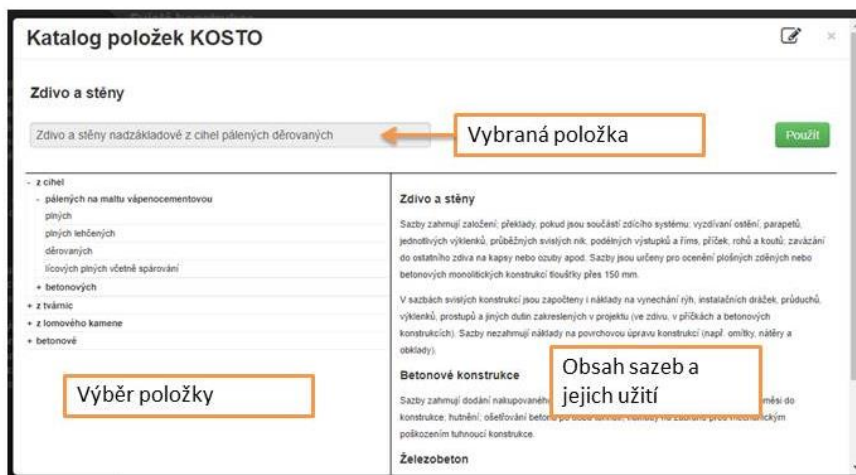 Katalog položek KOSTO
×
Zdivo a stěny
Zdivo a stěny nadzákladové z cihel pálených děrovaných
Vybraná položka
Použít
- z cihel
- pálených na maltu vápenocementovou
plných
plných lehčených
děrovaných
lícových plných včetně spárování
+ betonových
+ z tvárnic
+ z lomového kamene
+ betonové
Výběr položky
Zdivo a stěny
Sazby zahrnují založení; překlady, pokud jsou součástí zdícího systému; vyzdívaní ostění, parapetů,
jednotlivých výklenků, průběžných svislých nik, podélných výstupků a říms, příček, rohů a koutů; zavázání
do ostatního zdiva na kapsy nebo ozuby apod. Sazby jsou určeny pro ocenění plošných zděných nebo
betonových monolitických konstrukcí tloušťky přes 150 mm.
V sazbách svislých konstrukcí jsou započteny i náklady na vynechání rýh, instalačních drážek, průduchů,
výklenků, prostupů a jiných dutin zakreslených v projektu (ve zdivu, v příčkách a betonových
konstrukcích). Sazby nezahrnují náklady na povrchovou úpravu konstrukcí (např. omítky, nátěry a
obklady).
Obsah sazeb a
jejich užití
Betonové konstrukce
Sazby zahrnují dodání nakupovaného směsi do
konstrukce; hutnění; ošetřování betonu
poškozením tuhnoucí konstrukce.
Železobeton